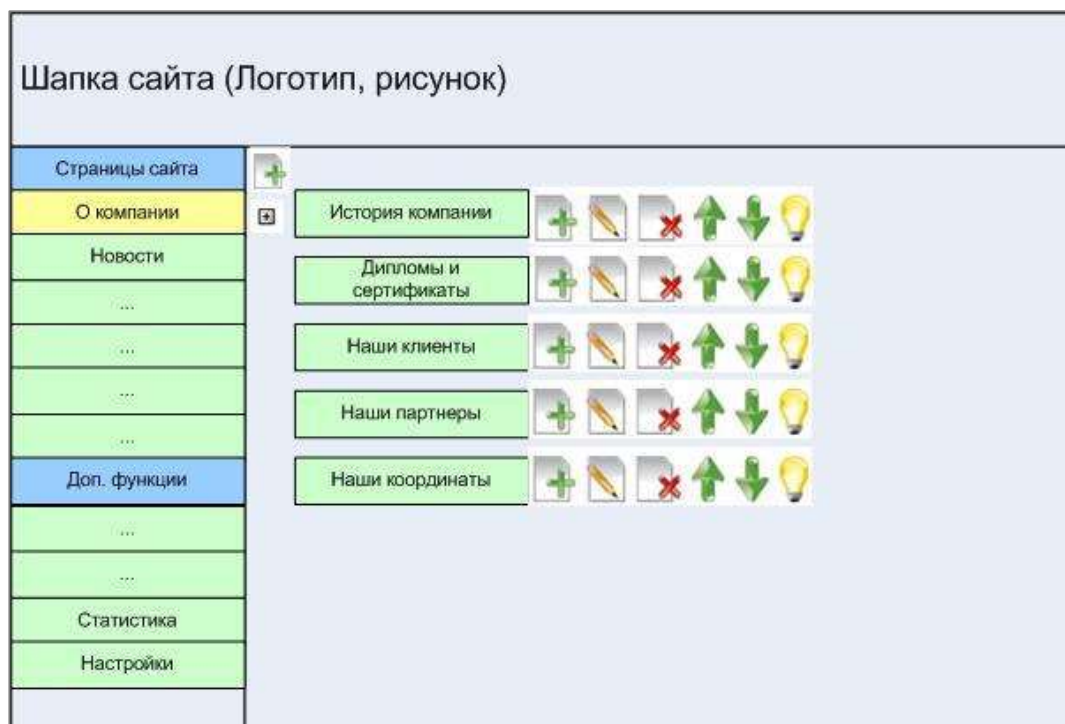 Шапка сайта (Логотип, рисунок)
Страницы сайта
О компании
Новости
...
...
...
...
Доп. функции
...
...
Статистика
Настройки
История компании
Дипломы и
сертификаты
Наши клиенты
Наши партнеры
Наши координаты